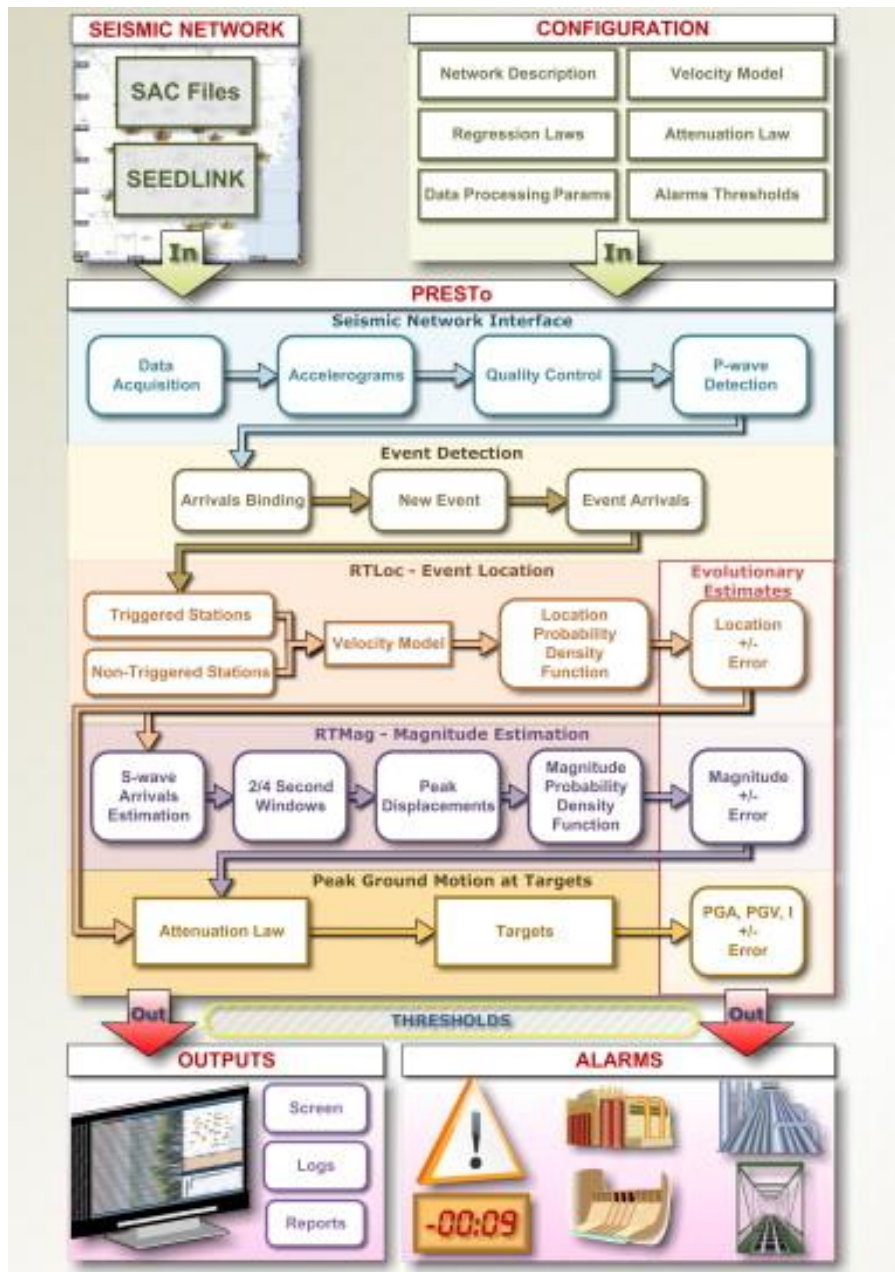 SEISMIC NETWORK
SAC Files
SEEDLINK
In
CONFIGURATION
Network Description
Velocity Model
Regression Laws
Attenuation Law
Data Processing Params
Alarms Thresholds
In
PRESTo
Seismic Network Interface
Data
Acquisition
Accelerograms
Quality Control
P-wave
Detection
Event Detection
Arrivals Binding
New Event
Event Arrivals
RTLoc - Event Location
Evolutionary
Estimates
Triggered Stations
Non-Triggered Stations
Velocity Model
Location
Probability
Density
Function
Location
+/-
Error
RTMag - Magnitude Estimation
S-wave
Arrivals
Estimation
2/4 Second
Windows
Peak
Displacements
Magnitude
Probability
Density
Function
Magnitude
+/-
Error
Peak Ground Motion at Targets
Attenuation Law
Targets
PGA, PGV, I
+/-
Error
Out
THRESHOLDS
Out
OUTPUTS
Screen
Logs
Reports
ALARMS
!
-00:09